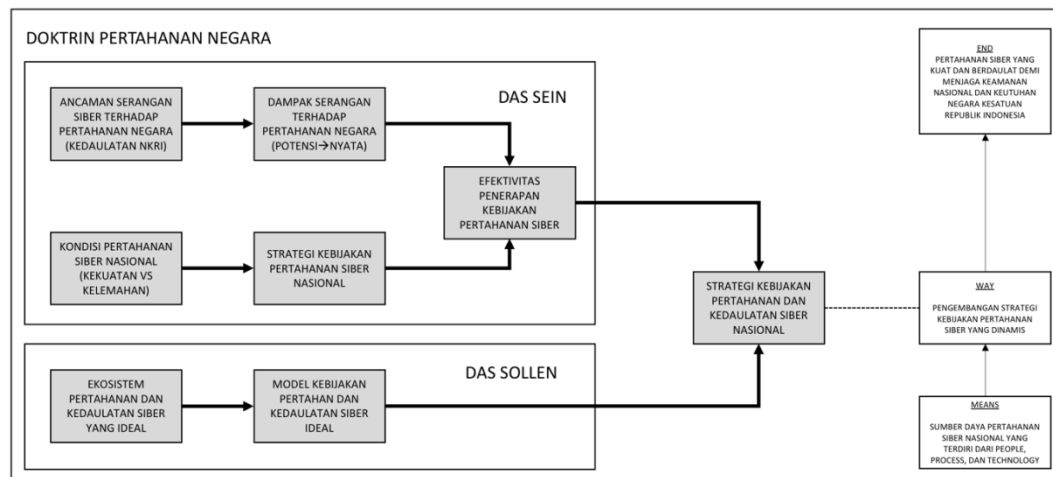 DOKTRIN PERTAHANAN NEGARA
DAS SEIN
ANCAMAN SERANGAN
SIBER TERHADAP
PERTAHANAN NEGARA
(KEDAULATAN NKRI)
DAMPAK SERANGAN
TERHADAP
PERTAHANAN NEGARA
(POTENSI→NYATA)
EFEKTIVITAS
PENERAPAN
KEBIJAKAN
PERTAHANAN SIBER
KONDISI PERTAHANAN
SIBER NASIONAL
(KEKUATAN VS
KELEMAHAN)
STRATEGI KEBIJAKAN
PERTAHANAN SIBER
NASIONAL
DAS SOLLEN
EKOSISTEM
PERTAHANAN DAN
KEDAULATAN SIBER
YANG IDEAL
MODEL KEBIJAKAN
PERTAHAN DAN
KEDAULATAN SIBER
IDEAL
STRATEGI KEBIJAKAN
PERTAHANAN DAN
KEDAULATAN SIBER
NASIONAL
END
PERTAHANAN SIBER YANG
KUAT DAN BERDAULAT DEMI
MENJAGA KEAMANAN
NASIONAL DAN KEUTUHAN
NEGARA KESATUAN
REPUBLIK INDONESIA
WAY
PENGEMBANGAN STRATEGI
KEBIJAKAN PERTAHANAN
SIBER YANG DINAMIS
MEANS
SUMBER DAYA PERTAHANAN
SIBER NASIONAL YANG
TERDIRI DARI PEOPLE,
PROCESS, DAN TECHNOLOGY